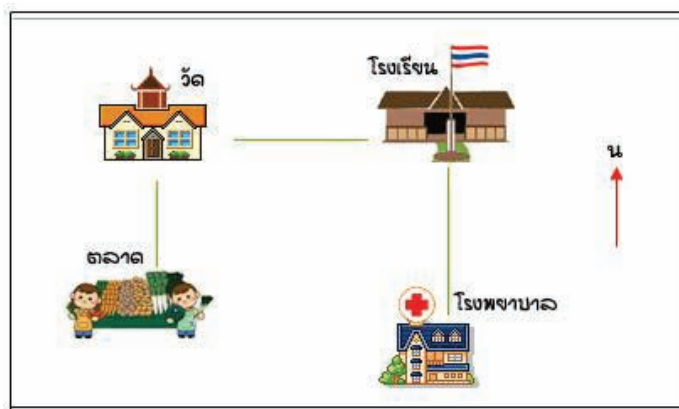 วัด
โรงเรียน
น
ตลาด
โรงพยาบาล